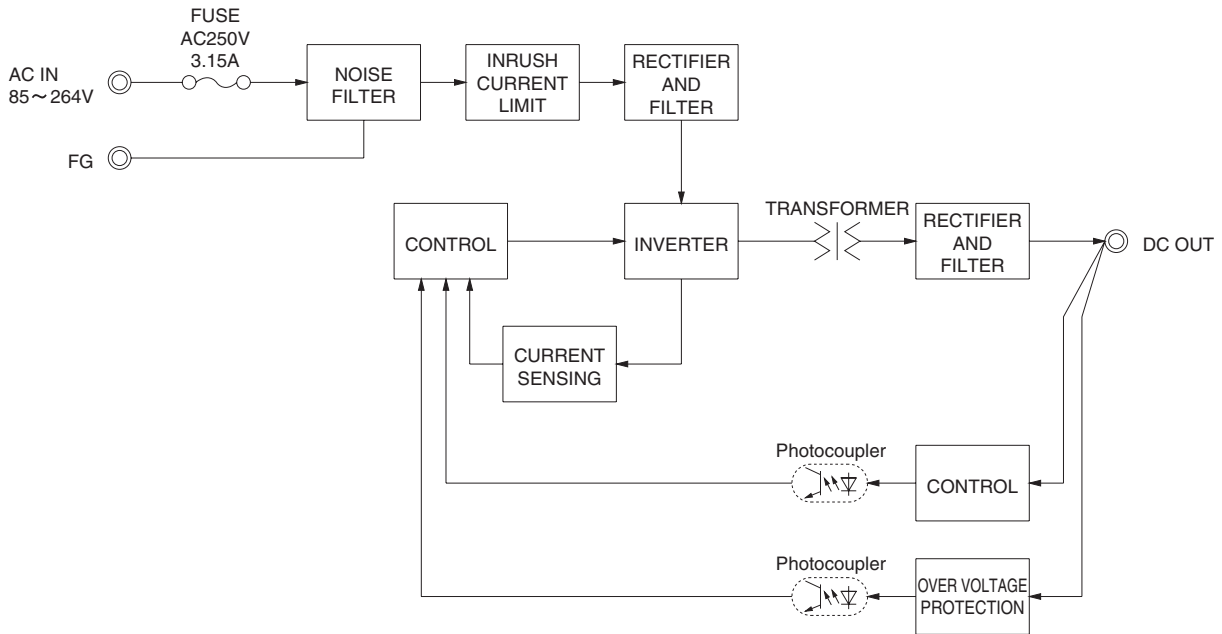 FUSE
AC250V
3.15A
AC IN
85～264V
NOISE
FILTER
INRUSH
CURRENT
LIMIT
RECTIFIER
AND
FILTER
FG
CONTROL
INVERTER
TRANSFORMER
RECTIFIER
AND
FILTER
DC OUT
CURRENT
SENSING
Photocoupler
CONTROL
Photocoupler
OVER VOLTAGE
PROTECTION